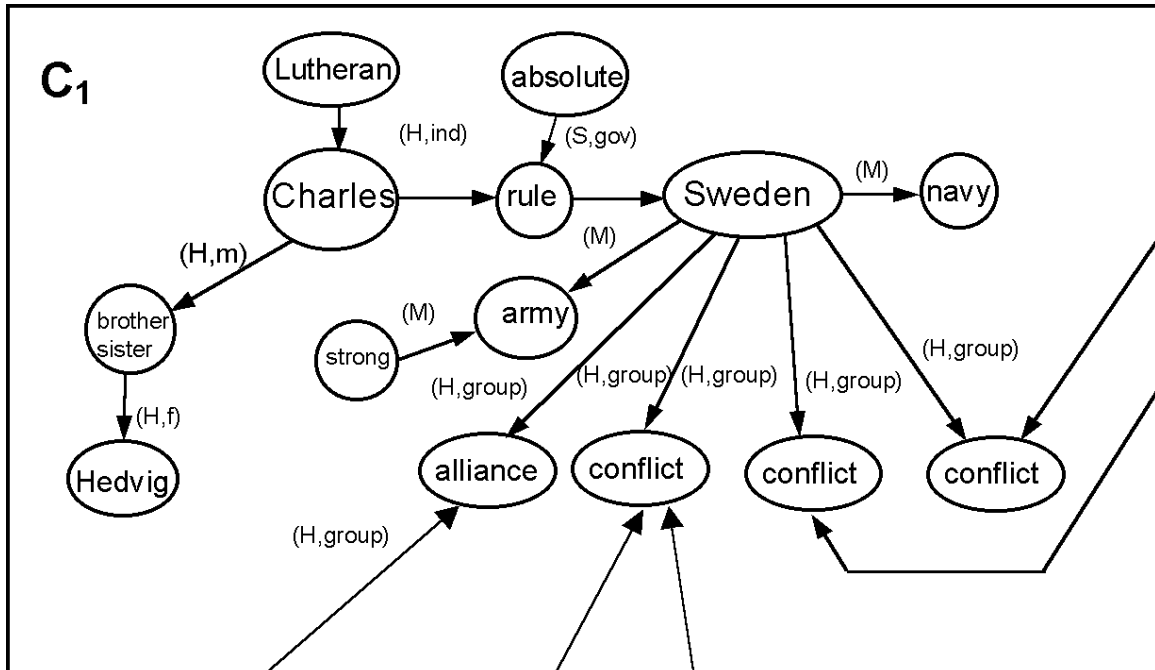 C1
Lutheran
absolute
(H,ind)
(S,gov)
Charles
rule
Sweden
(M)
navy
(H,m)
(M)
brother
sister
(M)
army
strong
(H,group)
(H,group)
(H,group)
(H,group)
(H,group)
(H,f)
Hedvig
alliance
conflict
conflict
conflict
(H,group)